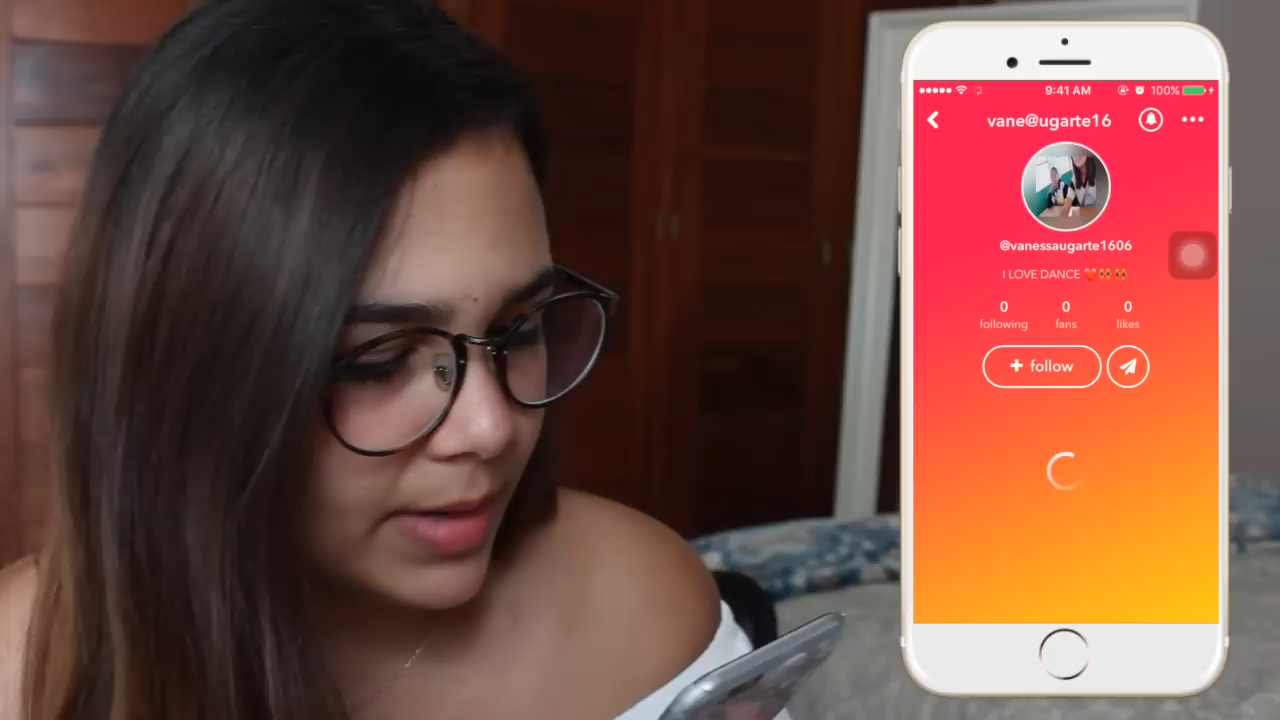 9:41 AM 100%
vane@ugarte16
@vanessaugarte1606
I LOVE DANCE ❤️👯👯
0 0 0
following fans likes
+ follow